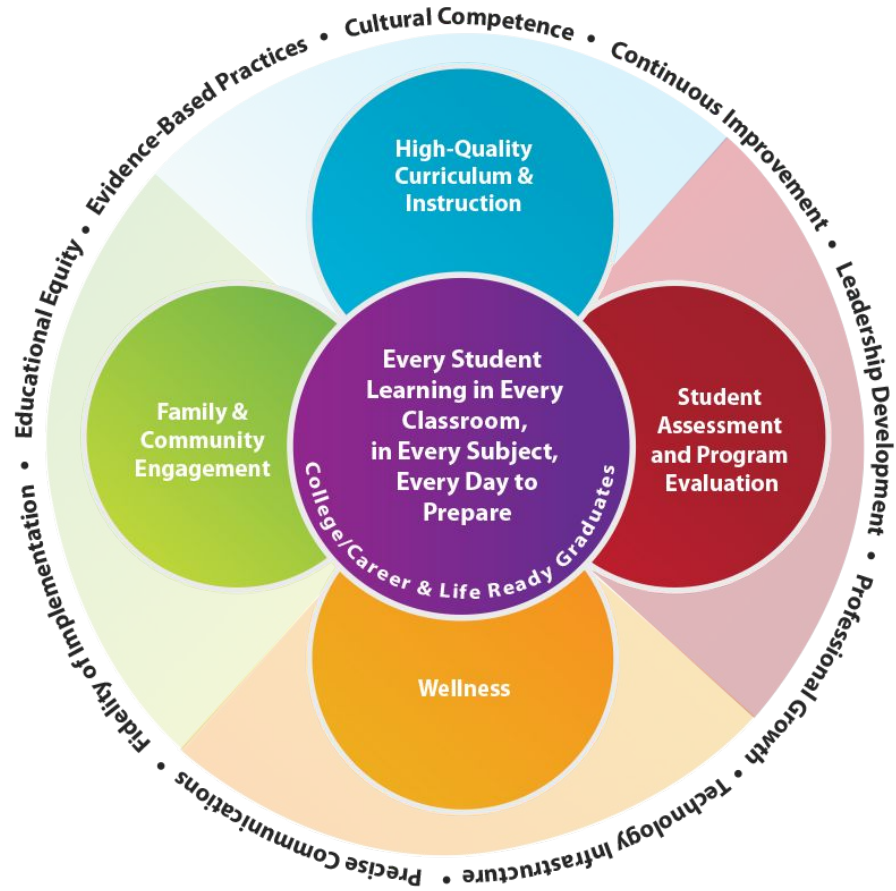 Cultural Competence • Continuous Improvement • Leadership Development • Professional Growth • Technology Infrastructure • Precise Communications • Fidelity of Implementation • Educational Equity • Evidence-Based Practices •
High-Quality
Curriculum &
Instruction
Family &
Community
Engagement
Every Student
Learning in Every
Classroom,
in Every Subject,
Every Day to
Prepare
College/Career & Life Ready Graduates
Student
Assessment
and Program
Evaluation
Wellness